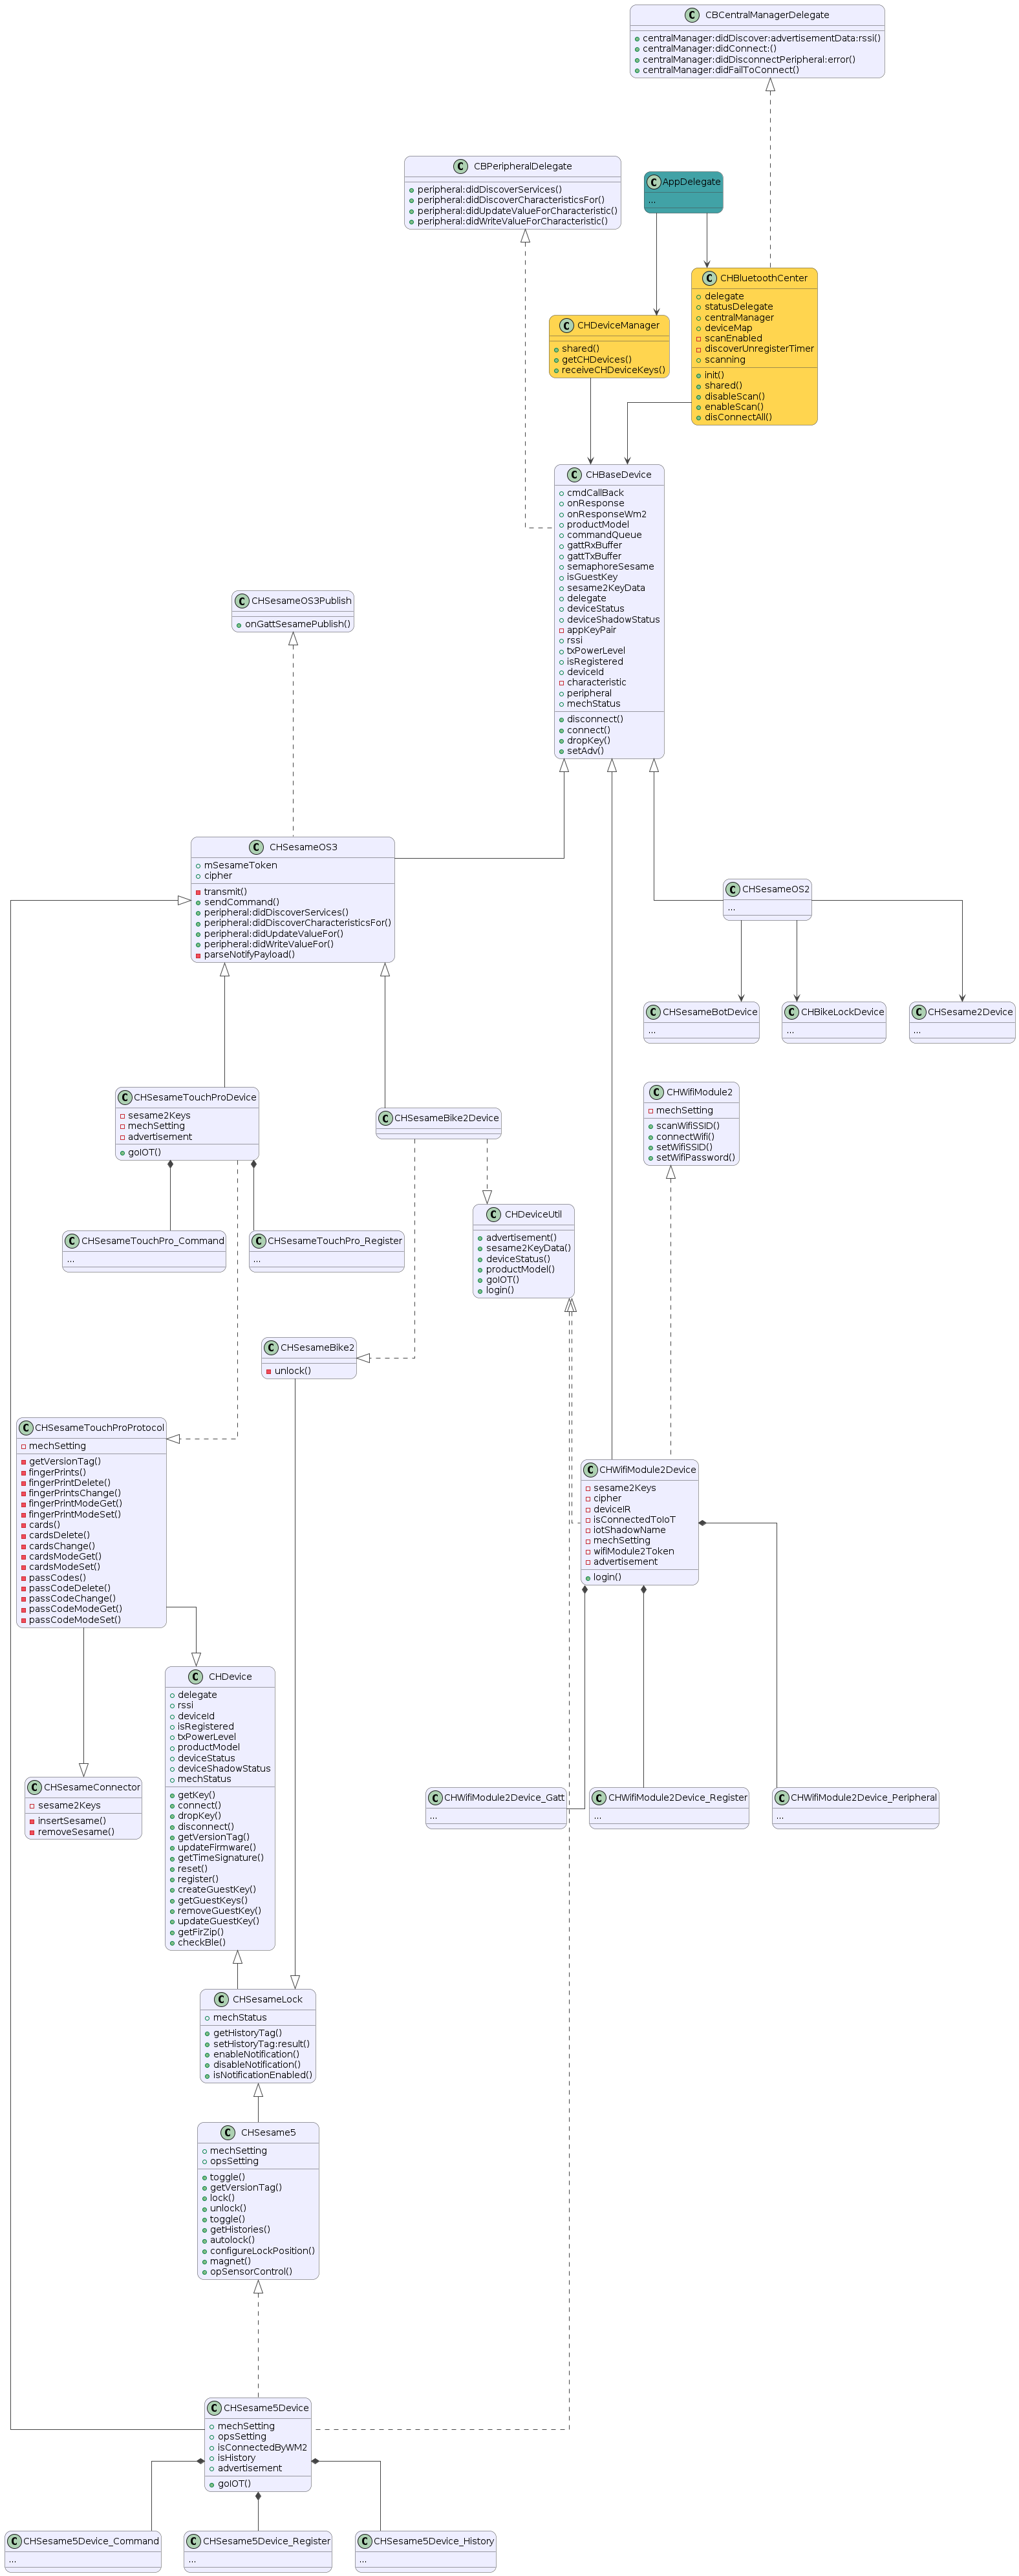 CBCentralManagerDelegate
centralManager:didDiscover:advertisementData:rssi()
centralManager:didConnect:()
centralManager:didDisconnectPeripheral:error()
centralManager:didFailToConnect()
CBPeripheralDelegate
peripheral:didDiscoverServices()
peripheral:didDiscoverCharacteristicsFor()
peripheral:didUpdateValueForCharacteristic()
peripheral:didWriteValueForCharacteristic()
AppDelegate
...
CHBluetoothCenter
delegate
statusDelegate
centralManager
deviceMap
scanEnabled
discoverUnregisterTimer
scanning
init()
shared()
disableScan()
enableScan()
disConnectAll()
CHDeviceManager
shared()
getCHDevices()
receiveCHDeviceKeys()
CHBaseDevice
cmdCallBack
onResponse
onResponseWm2
productModel
commandQueue
gattRxBuffer
gattTxBuffer
semaphoreSesame
isGuestKey
sesame2KeyData
delegate
deviceStatus
deviceShadowStatus
appKeyPair
rssi
txPowerLevel
isRegistered
deviceId
characteristic
peripheral
mechStatus
disconnect()
connect()
dropKey()
setAdv()
CHSesameOS3Publish
onGattSesamePublish()
CHSesameOS3
mSesameToken
cipher
transmit()
sendCommand()
peripheral:didDiscoverServices()
peripheral:didDiscoverCharacteristicsFor()
peripheral:didUpdateValueFor()
peripheral:didWriteValueFor()
parseNotifyPayload()
CHSesameOS2
...
CHSesameBotDevice
...
CHBikeLockDevice
...
CHSesame2Device
...
CHSesameTouchProDevice
sesame2Keys
mechSetting
advertisement
goIOT()
CHSesameBike2Device
CHWifiModule2
mechSetting
scanWifiSSID()
connectWifi()
setWifiSSID()
setWifiPassword()
CHSesameTouchPro_Command
...
CHSesameTouchPro_Register
...
CHDeviceUtil
advertisement()
sesame2KeyData()
deviceStatus()
productModel()
goIOT()
login()
CHSesameBike2
unlock()
CHSesameTouchProProtocol
mechSetting
getVersionTag()
fingerPrints()
fingerPrintDelete()
fingerPrintsChange()
fingerPrintModeGet()
fingerPrintModeSet()
cards()
cardsDelete()
cardsChange()
cardsModeGet()
cardsModeSet()
passCodes()
passCodeDelete()
passCodeChange()
passCodeModeGet()
passCodeModeSet()
CHWifiModule2Device
sesame2Keys
cipher
deviceIR
isConnectedToIoT
iotShadowName
mechSetting
wifiModule2Token
advertisement
login()
CHDevice
delegate
rssi
deviceId
isRegistered
txPowerLevel
productModel
deviceStatus
deviceShadowStatus
mechStatus
getKey()
connect()
dropKey()
disconnect()
getVersionTag()
updateFirmware()
getTimeSignature()
reset()
register()
createGuestKey()
getGuestKeys()
removeGuestKey()
updateGuestKey()
getFirZip()
checkBle()
CHSesameConnector
sesame2Keys
insertSesame()
removeSesame()
CHWifiModule2Device_Gatt
...
CHWifiModule2Device_Register
...
CHWifiModule2Device_Peripheral
...
CHSesameLock
mechStatus
getHistoryTag()
setHistoryTag:result()
enableNotification()
disableNotification()
isNotificationEnabled()
CHSesame5
mechSetting
opsSetting
toggle()
getVersionTag()
lock()
unlock()
toggle()
getHistories()
autolock()
configureLockPosition()
magnet()
opSensorControl()
CHSesame5Device
mechSetting
opsSetting
isConnectedByWM2
isHistory
advertisement
goIOT()
CHSesame5Device_Command
...
CHSesame5Device_Register
...
CHSesame5Device_History
...